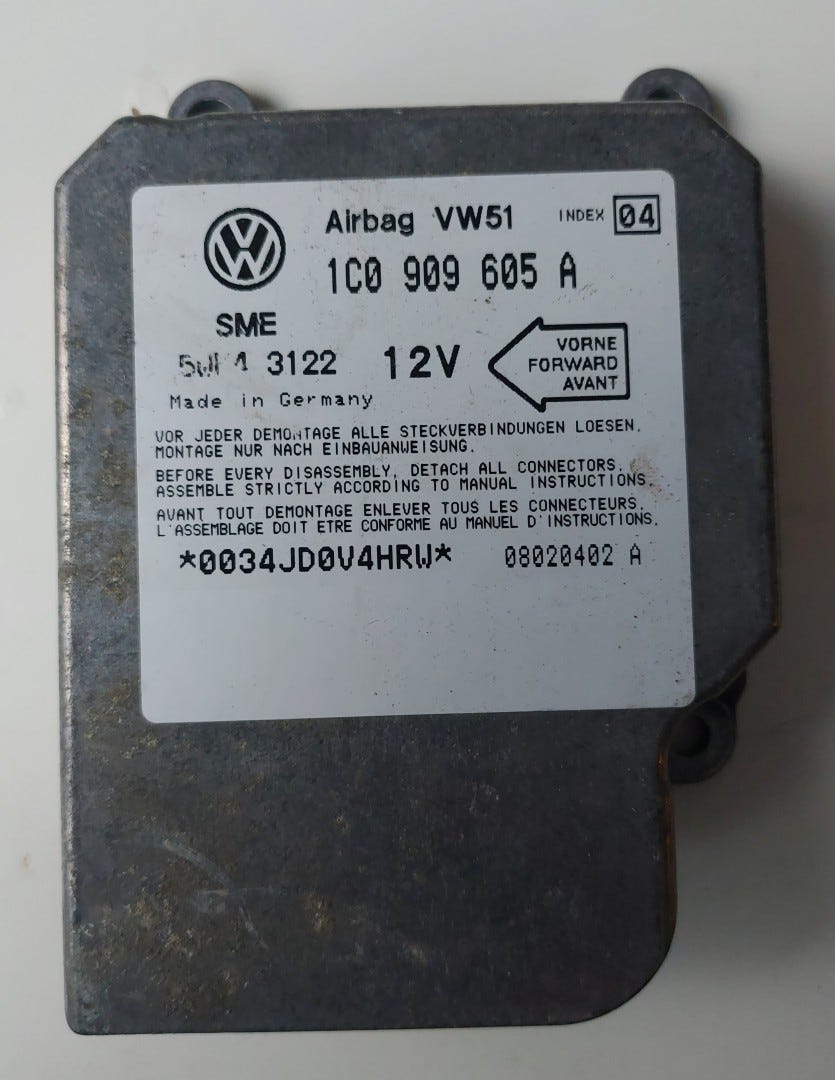 Airbag VW51 INDEX 04
1C0 909 605 A
SME
3122 12V
VORNE
FORWARD
AVANT
Made in Germany
VOR JEDER DEMONTAGE ALLE STECKVERBINDUNGEN LOESEN.
MONTAGE NUR NACH EINBAUANWEISUNG.
BEFORE EVERY DISASSEMBLY, DETACH ALL CONNECTORS.
ASSEMBLE STRICTLY ACCORDING TO MANUAL INSTRUCTIONS.
AVANT TOUT DEMONTAGE ENLEVER TOUS LES CONNECTEURS.
L'ASSEMBLAGE DOIT ETRE CONFORME AU MANUEL D'INSTRUCTIONS.
*0034JD0V4HRW* 08020402 A